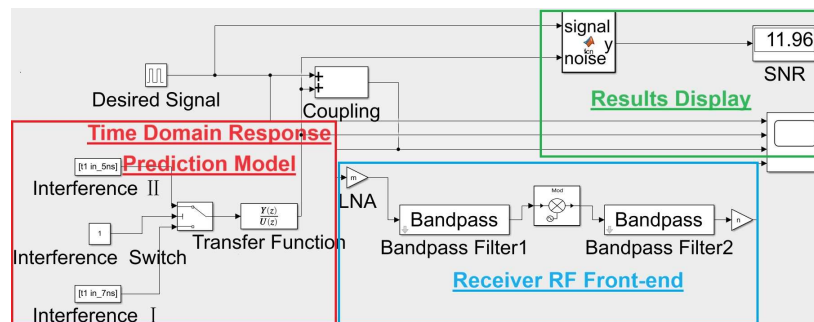 signal
noise
y
fcn
11.96
SNR
Desired Signal
Coupling
Results Display
Time Domain Response
Prediction Model
[t1 in_5ns]
Interference II
1
Interference Switch
[t1 in_7ns]
Interference I
Y(z)
U(z)
Transfer Function
m
LNA
Bandpass
Bandpass Filter1
Mod
Bandpass
Bandpass Filter2
n
Receiver RF Front-end